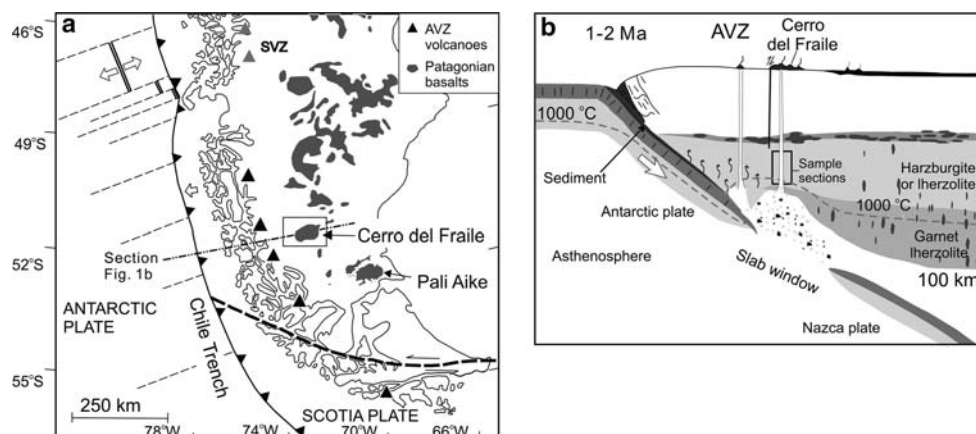 a
46°S
49°S
52°S
55°S
SVZ
AVZ
volcanoes
Patagonian
basalts
Cerro del Fraile
Section
Fig. 1b
Pali Aike
ANTARCTIC
PLATE
Chile Trench
250 km
SCOTIA PLATE
78°W
74°W
70°W
66°W
b
1-2 Ma
AVZ
Cerro
del Fraile
1000 °C
Sediment
Sample
sections
Harzburgite
or lherzolite
Antarctic plate
1000 °C
Garnet
lherzolite
Asthenosphere
Slab window
100 km
Nazca plate